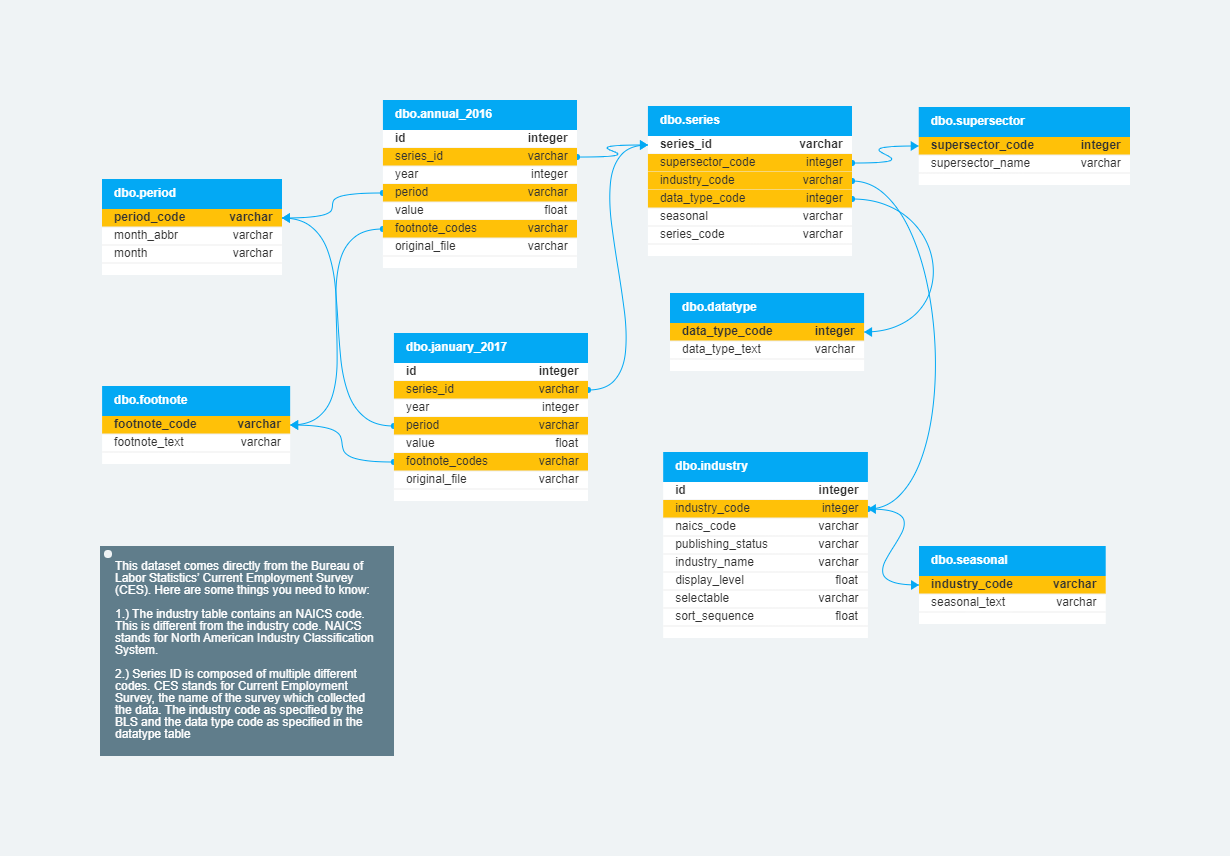 dbo.period
period_code varchar
month_abbr varchar
month varchar
dbo.footnote
footnote_code varchar
footnote_text varchar
dbo.annual_2016
id integer
series_id varchar
year integer
period varchar
value float
footnote_codes varchar
original_file varchar
dbo.january_2017
id integer
series_id varchar
year integer
period varchar
value float
footnote_codes varchar
original_file varchar
dbo.series
series_id varchar
supersector_code integer
industry_code varchar
data_type_code integer
seasonal varchar
series_code varchar
dbo.supersector
supersector_code integer
supersector_name varchar
dbo.datatype
data_type_code integer
data_type_text varchar
dbo.industry
id integer
industry_code integer
naics_code varchar
publishing_status varchar
industry_name varchar
display_level float
selectable varchar
sort_sequence float
dbo.seasonal
industry_code varchar
seasonal_text varchar
This dataset comes directly from the Bureau of
Labor Statistics' Current Employment Survey
(CES). Here are some things you need to know:
1.) The industry table contains an NAICS code.
This is different from the industry code. NAICS
stands for North American Industry Classification
System.
2.) Series ID is composed of multiple different
codes. CES stands for Current Employment
Survey, the name of the survey which collected
the data. The industry code as specified by the
BLS and the data type code as specified in the
datatype table